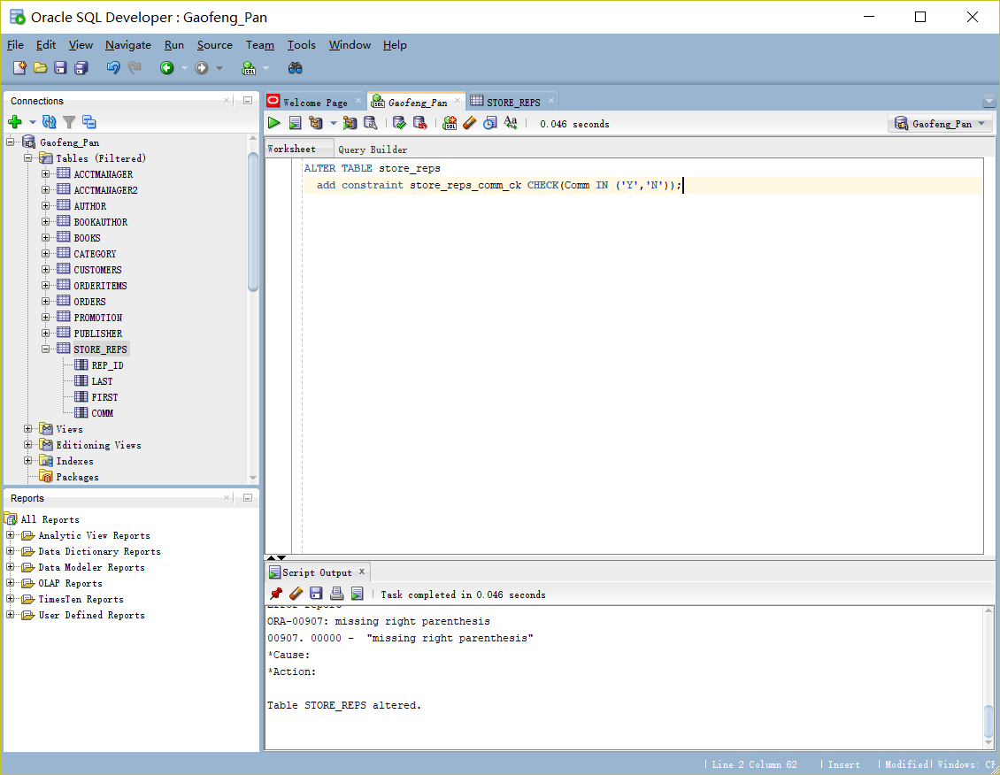 Oracle SQL Developer : Gaofeng_Pan
File Edit View Navigate Run Source Team Tools Window Help
Connections
Gaofeng_Pan
Tables (Filtered)
ACCTMANAGER
ACCTMANAGER2
AUTHOR
BOOKAUTHOR
BOOKS
CATEGORY
CUSTOMERS
ORDERITEMS
ORDERS
PROMOTION
PUBLISHER
STORE_REPS
REP_ID
LAST
FIRST
COMM
Views
Editioning Views
Indexes
Packages
Reports
All Reports
Analytic View Reports
Data Dictionary Reports
Data Modeler Reports
OLAP Reports
TimesTen Reports
User Defined Reports
Welcome Page Gaofeng_Pan STORE_REPS
0.046 seconds Gaofeng_Pan
Worksheet Query Builder
ALTER TABLE store_reps
add constraint store_reps_comm_ck CHECK(Comm IN ('Y','N'));
Script Output
Task completed in 0.046 seconds
Error report
ORA-00907: missing right parenthesis
00907. 00000 - "missing right parenthesis"
*Cause:
*Action:
Table STORE_REPS altered.
Line 2 Column 62 Insert Modified Windows: CR